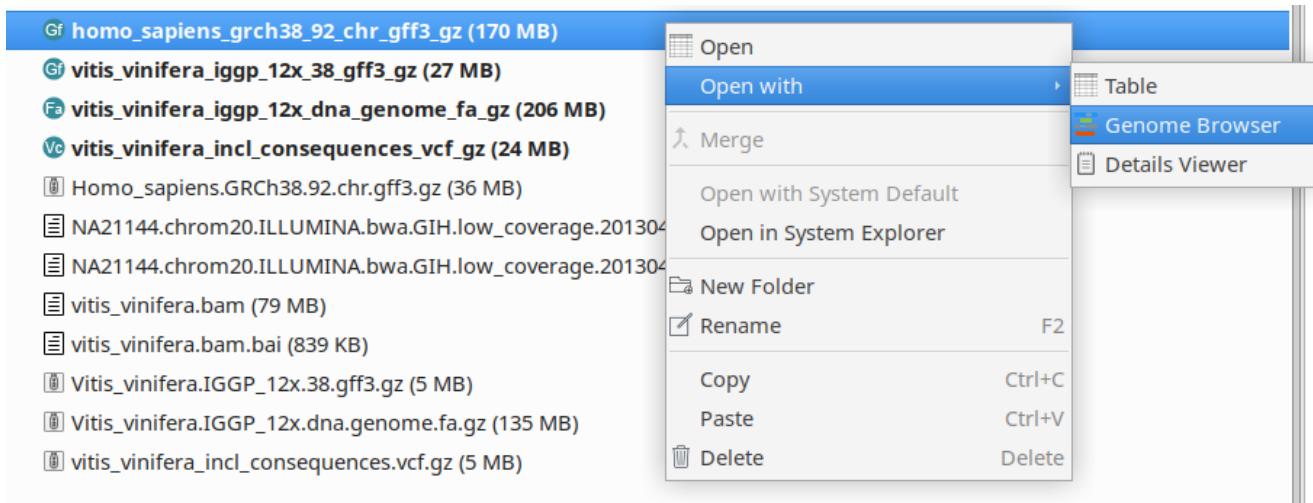 Gf homo_sapiens_grch38_92_chr_gff3_gz (170 MB)
Gf vitis_vinifera_iggp_12x_38_gff3_gz (27 MB)
Fa vitis_vinifera_iggp_12x_dna_genome_fa_gz (206 MB)
Vc vitis_vinifera_incl_consequences_vcf_gz (24 MB)
Homo_sapiens.GRCh38.92.chr.gff3.gz (36 MB)
NA21144.chrom20.ILLUMINA.bwa.GIH.low_coverage.201304
NA21144.chrom20.ILLUMINA.bwa.GIH.low_coverage.201304
vitis_vinifera.bam (79 MB)
vitis_vinifera.bam.bai (839 KB)
Vitis_vinifera.IGGP_12x.38.gff3.gz (5 MB)
Vitis_vinifera.IGGP_12x.dna.genome.fa.gz (135 MB)
vitis_vinifera_incl_consequences.vcf.gz (5 MB)
Open
Open with
Merge
Open with System Default
Open in System Explorer
New Folder
Rename F2
Copy Ctrl+C
Paste Ctrl+V
Delete Delete
Table
Genome Browser
Details Viewer